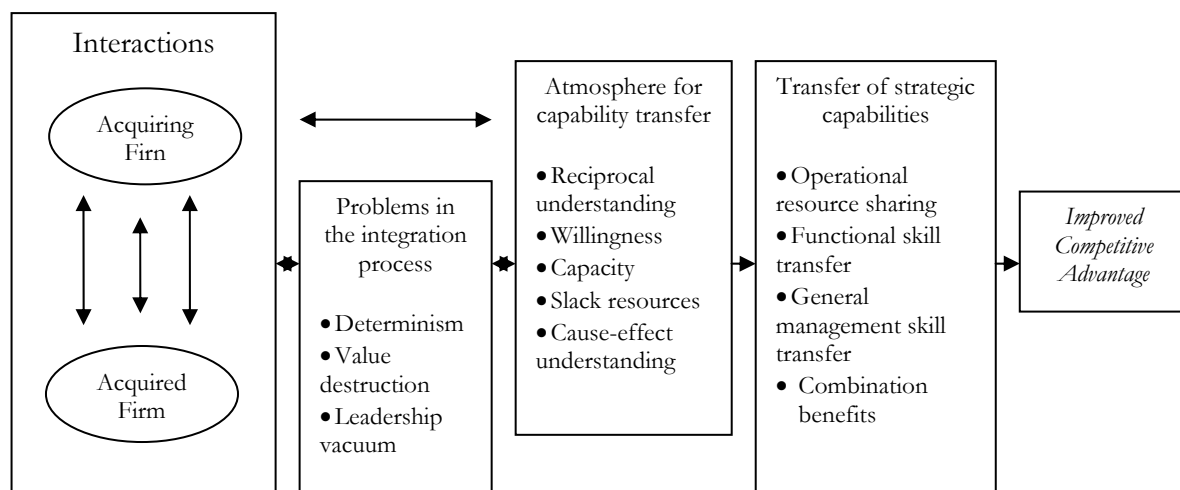 Interactions
Acquiring
Firn
Acquired
Firm
Problems in
the integration
process
• Determinism
• Value
destruction
• Leadership
vacuum
Atmosphere for
capability transfer
• Reciprocal
understanding
• Willingness
• Capacity
• Slack resources
• Cause-effect
understanding
Transfer of strategic
capabilities
• Operational
resource sharing
• Functional skill
transfer
• General
management skill
transfer
• Combination
benefits
Improved
Competitive
Advantage